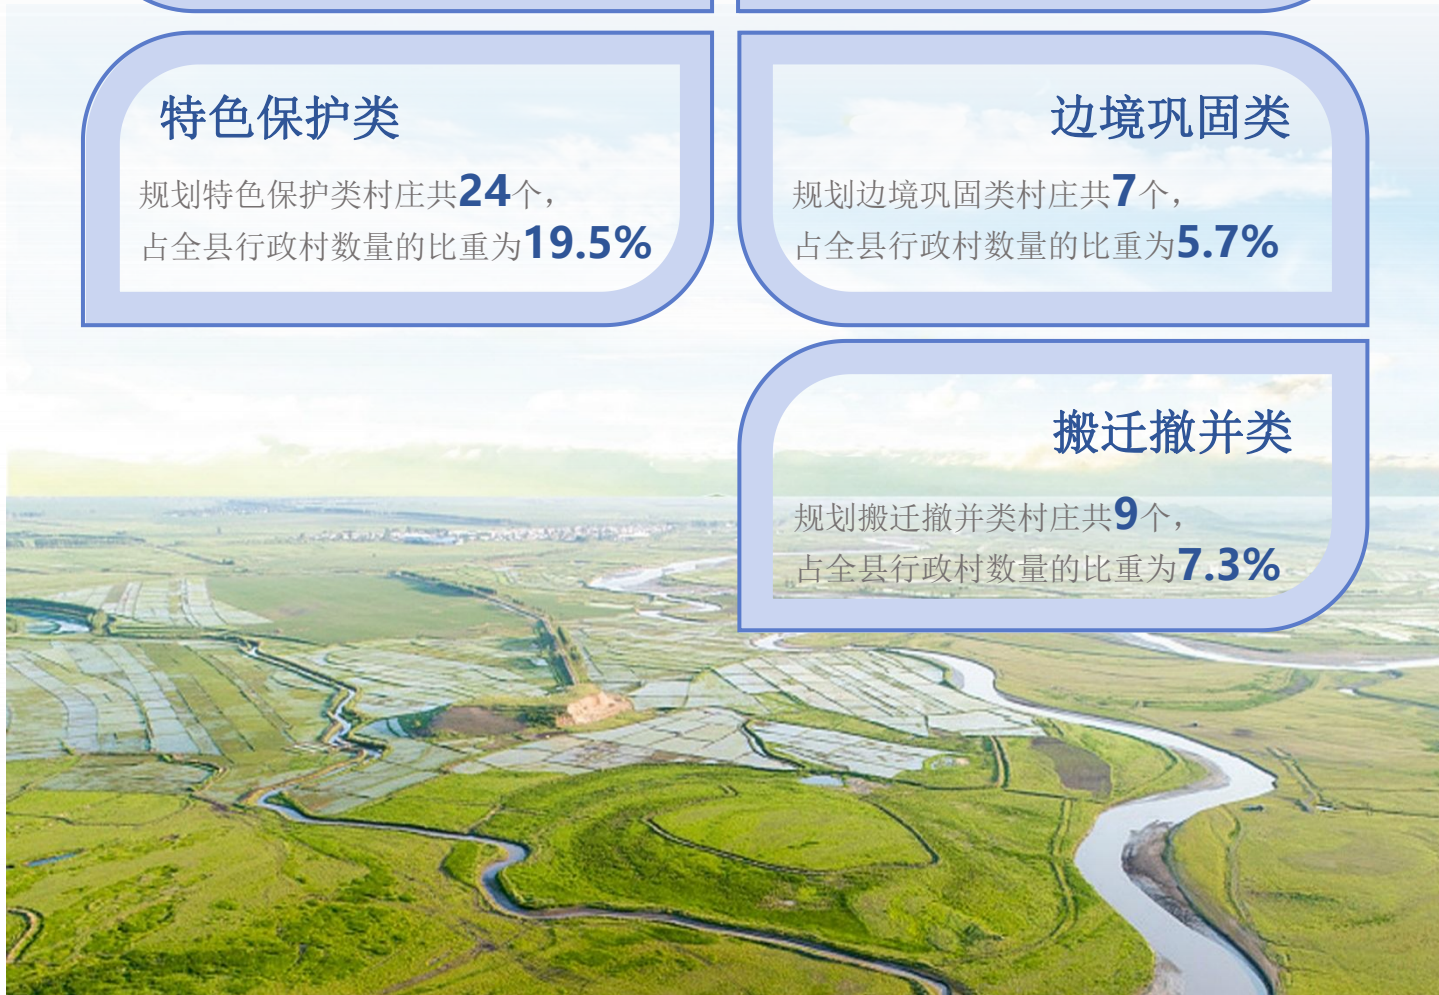 特色保护类
规划特色保护类村庄共24个，
占全县行政村数量的比重为19.5%
边境巩固类
规划边境巩固类村庄共7个，
占全县行政村数量的比重为5.7%
搬迁撤并类
规划搬迁撤并类村庄共9个，
占全县行政村数量的比重为7.3%